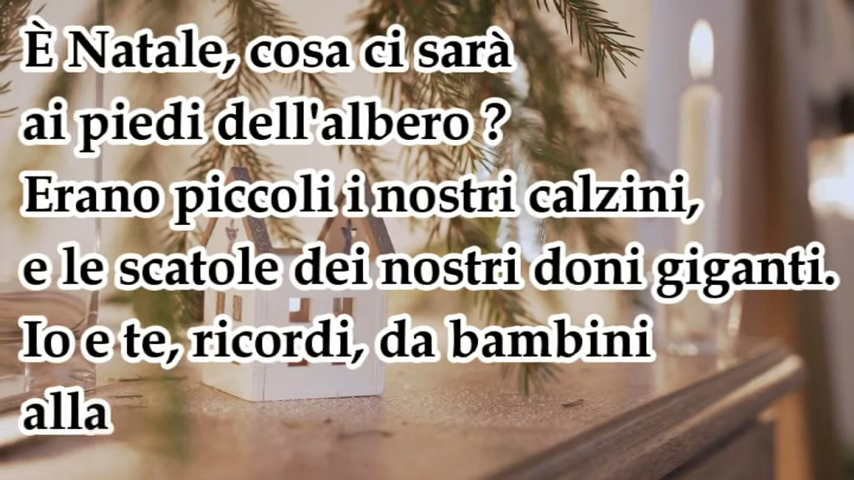 È Natale, cosa ci sarà
ai piedi dell'albero ?
Erano piccoli i nostri calzini,
e le scatole dei nostri doni giganti.
Io e te, ricordi, da bambini
alla